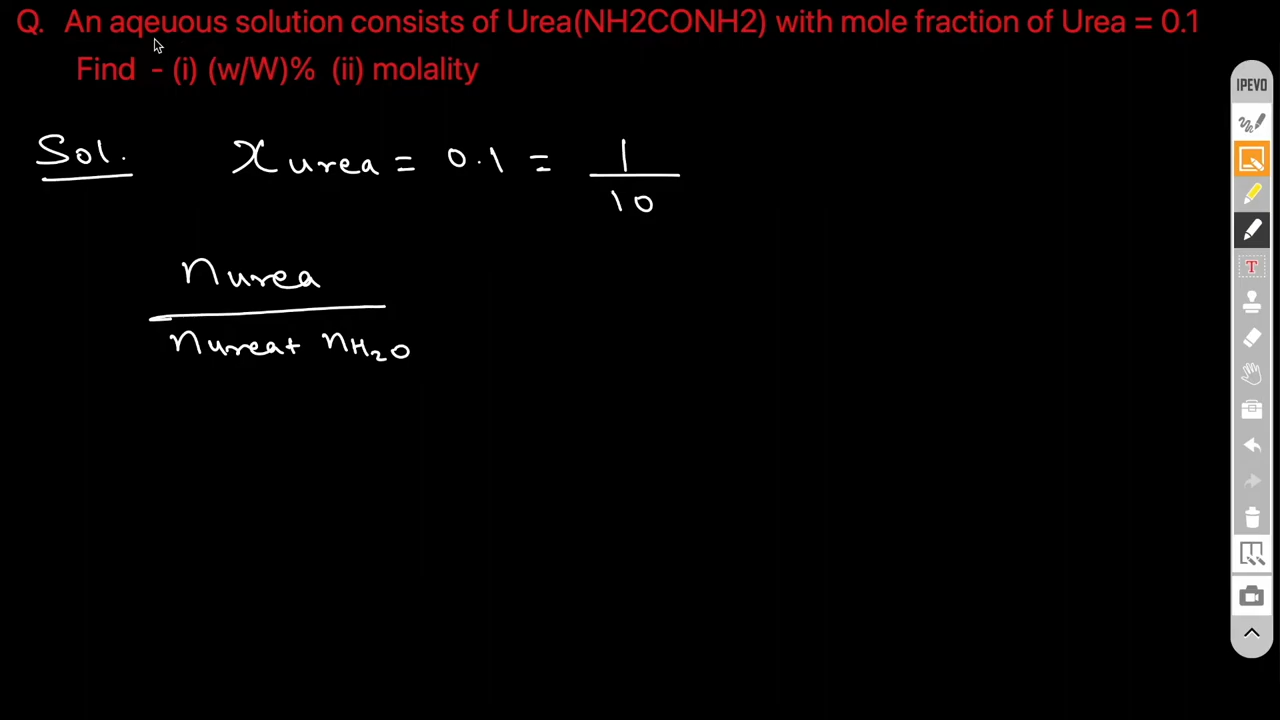 Q. An aqeuous solution consists of Urea(NH2CONH2) with mole fraction of Urea = 0.1
Find - (i) (w/W)% (ii) molality
IPEVO
Sol. x urea = 0.1 = 1
10
T
n urea
n urea + nH₂O